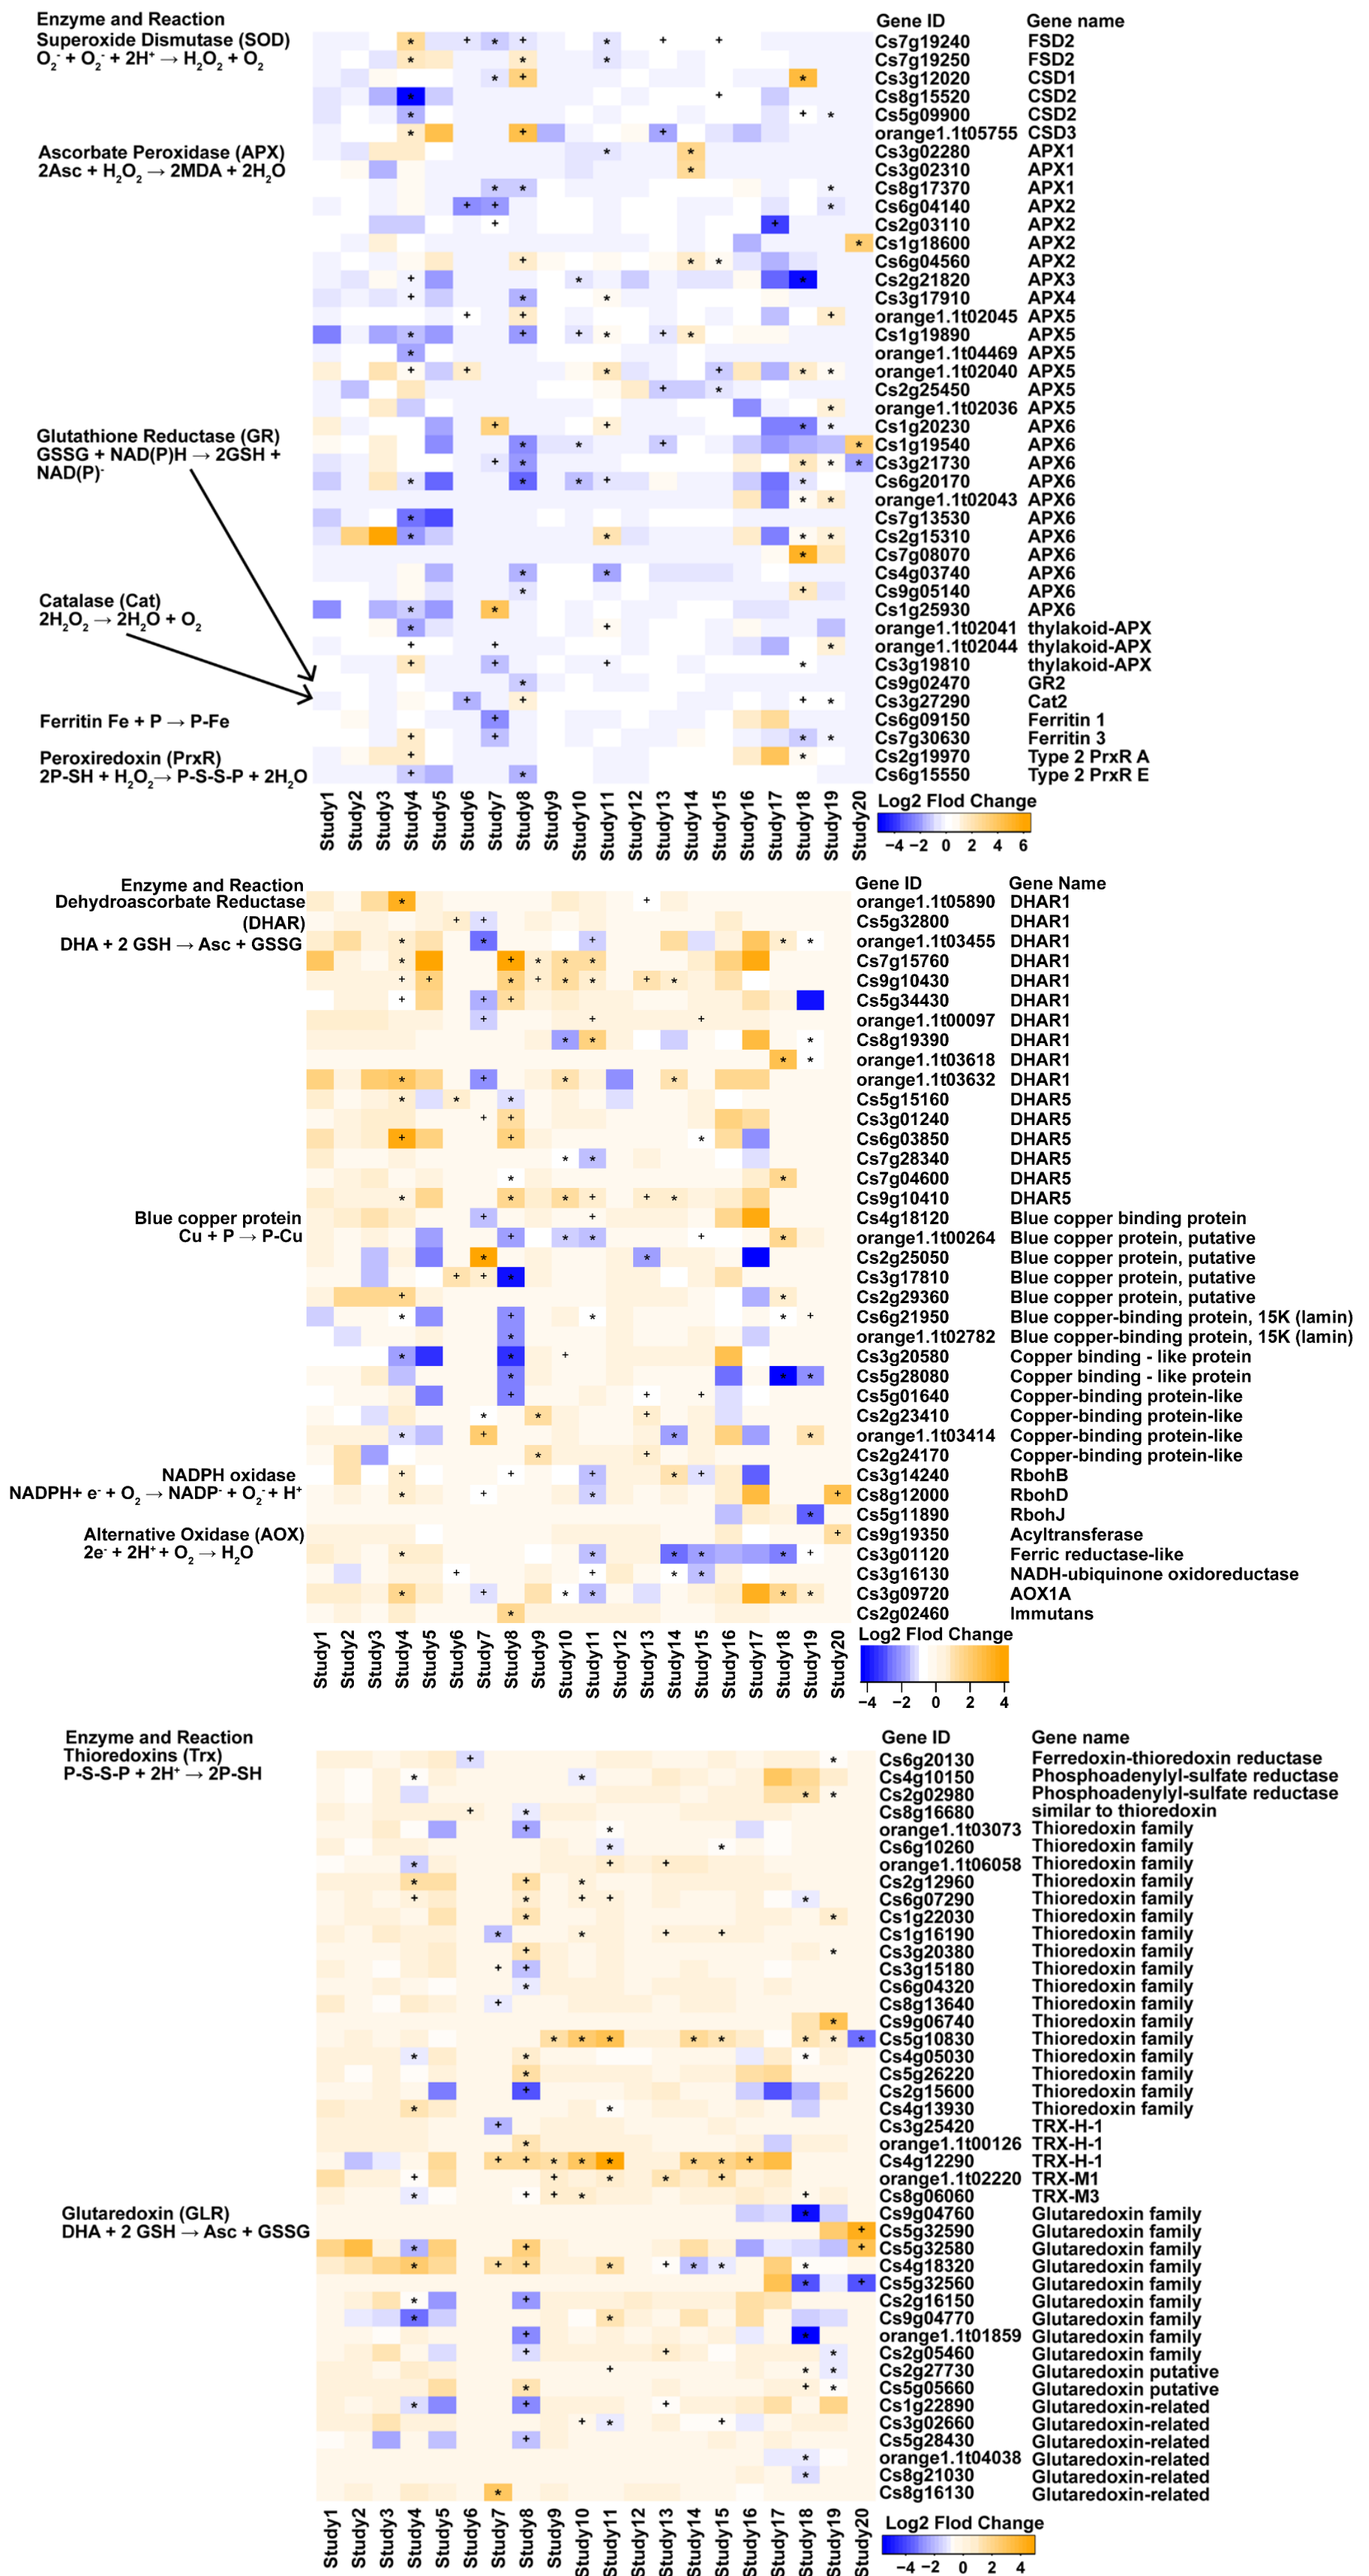 Enzyme and Reaction
Gene ID Gene name
Superoxide Dismutase (SOD)
O2- + O2- + 2H+ → H2O2 + O2
Cs7g19240 FSD2
Cs7g19250 FSD2
Cs3g12020 CSD1
Cs8g15520 CSD2
Cs5g09900 CSD2
orange1.1t05755 CSD3
Ascorbate Peroxidase (APX)
2Asc + H2O2 → 2MDA + 2H2O
Cs3g02280 APX1
Cs3g02310 APX1
Cs8g17370 APX1
Cs6g04140 APX2
Cs2g03110 APX2
Cs1g18600 APX2
Cs6g04560 APX2
Cs2g21820 APX3
Cs3g17910 APX4
orange1.1t02045 APX5
Cs1g19890 APX5
orange1.1t04469 APX5
orange1.1t02040 APX5
Cs2g25450 APX5
orange1.1t02036 APX5
Cs1g20230 APX6
Glutathione Reductase (GR)
GSSG + NAD(P)H → 2GSH +
NAD(P)-
Cs1g19540 APX6
Cs3g21730 APX6
Cs6g20170 APX6
orange1.1t02043 APX6
Cs7g13530 APX6
Cs2g15310 APX6
Cs7g08070 APX6
Cs4g03740 APX6
Cs9g05140 APX6
Cs1g25930 APX6
Catalase (Cat)
2H2O2 → 2H2O + O2
orange1.1t02041 thylakoid-APX
orange1.1t02044 thylakoid-APX
Cs3g19810 thylakoid-APX
Cs9g02470 GR2
Cs3g27290 Cat2
Ferritin Fe + P → P-Fe
Cs6g09150 Ferritin 1
Cs7g30630 Ferritin 3
Peroxiredoxin (PrxR)
2P-SH + H2O2→ P-S-S-P + 2H2O
Cs2g19970 Type 2 PrxR A
Cs6g15550 Type 2 PrxR E
Study1 Study2 Study3 Study4 Study5 Study6 Study7 Study8 Study9 Study10 Study11 Study12 Study13 Study14 Study15 Study16 Study17 Study18 Study19 Study20
Log2 Flod Change
−4 −2 0 2 4 6
Enzyme and Reaction
Gene ID Gene Name
Dehydroascorbate Reductase
(DHAR)
DHA + 2 GSH → Asc + GSSG
orange1.1t05890 DHAR1
Cs5g32800 DHAR1
orange1.1t03455 DHAR1
Cs7g15760 DHAR1
Cs9g10430 DHAR1
Cs5g34430 DHAR1
orange1.1t00097 DHAR1
Cs8g19390 DHAR1
orange1.1t03618 DHAR1
orange1.1t03632 DHAR1
Cs5g15160 DHAR5
Cs3g01240 DHAR5
Cs6g03850 DHAR5
Cs7g28340 DHAR5
Cs7g04600 DHAR5
Cs9g10410 DHAR5
Blue copper protein
Cu + P → P-Cu
Cs4g18120 Blue copper binding protein
orange1.1t00264 Blue copper protein, putative
Cs2g25050 Blue copper protein, putative
Cs3g17810 Blue copper protein, putative
Cs2g29360 Blue copper protein, putative
Cs6g21950 Blue copper-binding protein, 15K (lamin)
orange1.1t02782 Blue copper-binding protein, 15K (lamin)
Cs3g20580 Copper binding - like protein
Cs5g28080 Copper binding - like protein
Cs5g01640 Copper-binding protein-like
Cs2g23410 Copper-binding protein-like
orange1.1t03414 Copper-binding protein-like
Cs2g24170 Copper-binding protein-like
NADPH oxidase
NADPH+ e- + O2 → NADP- + O2- + H+
Cs3g14240 RbohB
Cs8g12000 RbohD
Cs5g11890 RbohJ
Alternative Oxidase (AOX)
2e- + 2H+ + O2 → H2O
Cs9g19350 Acyltransferase
Cs3g01120 Ferric reductase-like
Cs3g16130 NADH-ubiquinone oxidoreductase
Cs3g09720 AOX1A
Cs2g02460 Immutans
Study1 Study2 Study3 Study4 Study5 Study6 Study7 Study8 Study9 Study10 Study11 Study12 Study13 Study14 Study15 Study16 Study17 Study18 Study19 Study20
Log2 Flod Change
−4 −2 0 2 4
Enzyme and Reaction
Gene ID Gene name
Thioredoxins (Trx)
P-S-S-P + 2H+ → 2P-SH
Cs6g20130 Ferredoxin-thioredoxin reductase
Cs4g10150 Phosphoadenylyl-sulfate reductase
Cs2g02980 Phosphoadenylyl-sulfate reductase
Cs8g16680 similar to thioredoxin
orange1.1t03073 Thioredoxin family
Cs6g10260 Thioredoxin family
orange1.1t06058 Thioredoxin family
Cs2g12960 Thioredoxin family
Cs6g07290 Thioredoxin family
Cs1g22030 Thioredoxin family
Cs1g16190 Thioredoxin family
Cs3g20380 Thioredoxin family
Cs3g15180 Thioredoxin family
Cs6g04320 Thioredoxin family
Cs8g13640 Thioredoxin family
Cs9g06740 Thioredoxin family
Cs5g10830 Thioredoxin family
Cs4g05030 Thioredoxin family
Cs5g26220 Thioredoxin family
Cs2g15600 Thioredoxin family
Cs4g13930 Thioredoxin family
Cs3g25420 TRX-H-1
orange1.1t00126 TRX-H-1
Cs4g12290 TRX-H-1
orange1.1t02220 TRX-M1
Cs8g06060 TRX-M3
Glutaredoxin (GLR)
DHA + 2 GSH → Asc + GSSG
Cs9g04760 Glutaredoxin family
Cs5g32590 Glutaredoxin family
Cs5g32580 Glutaredoxin family
Cs4g18320 Glutaredoxin family
Cs5g32560 Glutaredoxin family
Cs2g16150 Glutaredoxin family
Cs9g04770 Glutaredoxin family
orange1.1t01859 Glutaredoxin family
Cs2g05460 Glutaredoxin family
Cs2g27730 Glutaredoxin putative
Cs5g05660 Glutaredoxin putative
Cs1g22890 Glutaredoxin-related
Cs3g02660 Glutaredoxin-related
Cs5g28430 Glutaredoxin-related
orange1.1t04038 Glutaredoxin-related
Cs8g21030 Glutaredoxin-related
Cs8g16130 Glutaredoxin-related
Study1 Study2 Study3 Study4 Study5 Study6 Study7 Study8 Study9 Study10 Study11 Study12 Study13 Study14 Study15 Study16 Study17 Study18 Study19 Study20
Log2 Flod Change
−4 −2 0 2 4